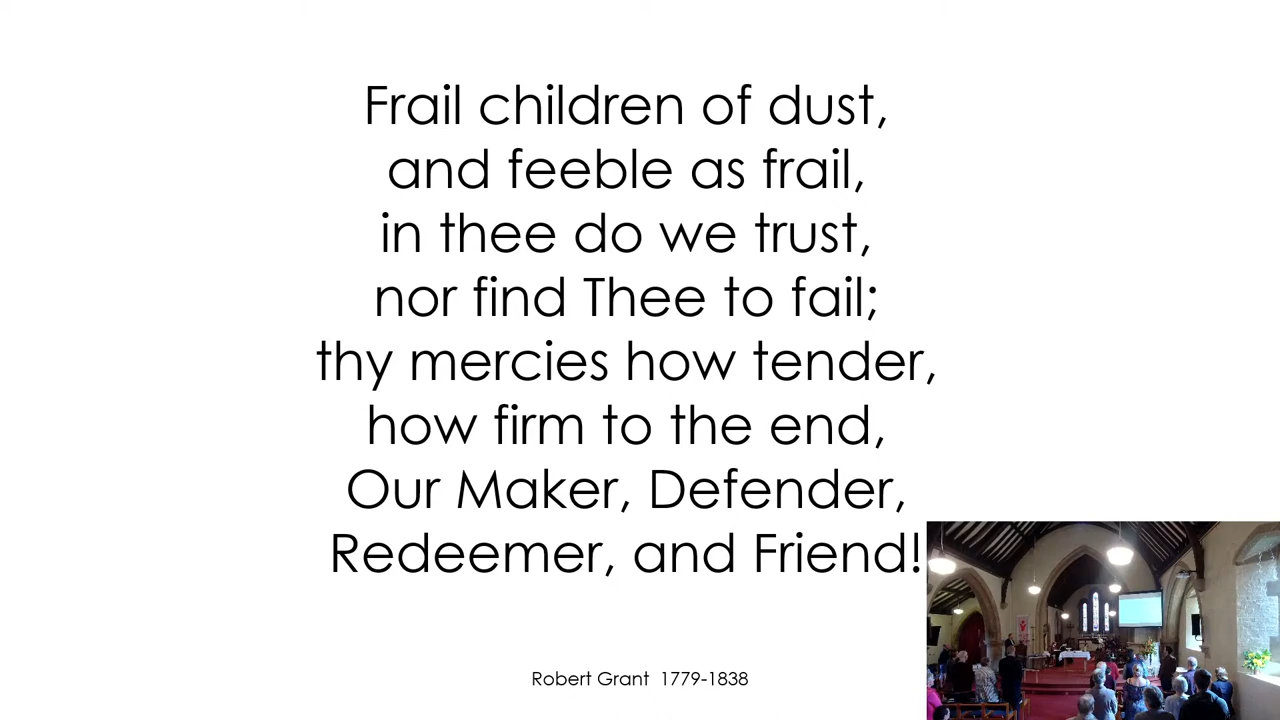 Frail children of dust,
and feeble as frail,
in thee do we trust,
nor find Thee to fail;
thy mercies how tender,
how firm to the end,
Our Maker, Defender,
Redeemer, and Friend!
Robert Grant 1779-1838